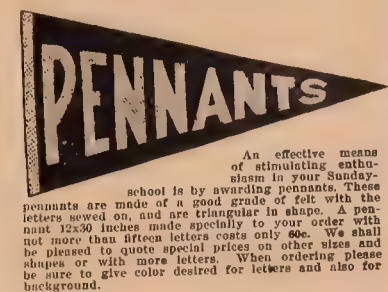 PENNANTS
An effective means
of stimulating enthu-
siasm in your Sunday-
school is by awarding pennants. These
pennants are made of a good grade of felt with the
letters sewed on, and are triangular in shape. A pen-
nant 12x30 inches made specially to your order with
not more than fifteen letters costs only 60c. We shall
be pleased to quote special prices on other sizes and
shapes or with more letters. When ordering please
be sure to give color desired for letters and also for
background.